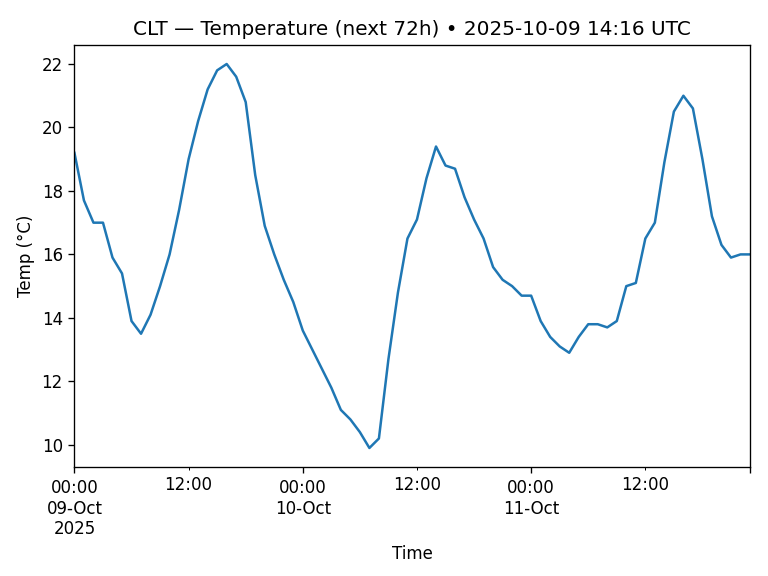 CLT — Temperature (next 72h) • 2025-10-09 14:16 UTC
Temp (°C)
22
20
18
16
14
12
10
00:00 12:00 00:00 12:00 00:00 12:00
09-Oct 10-Oct 11-Oct
2025
Time